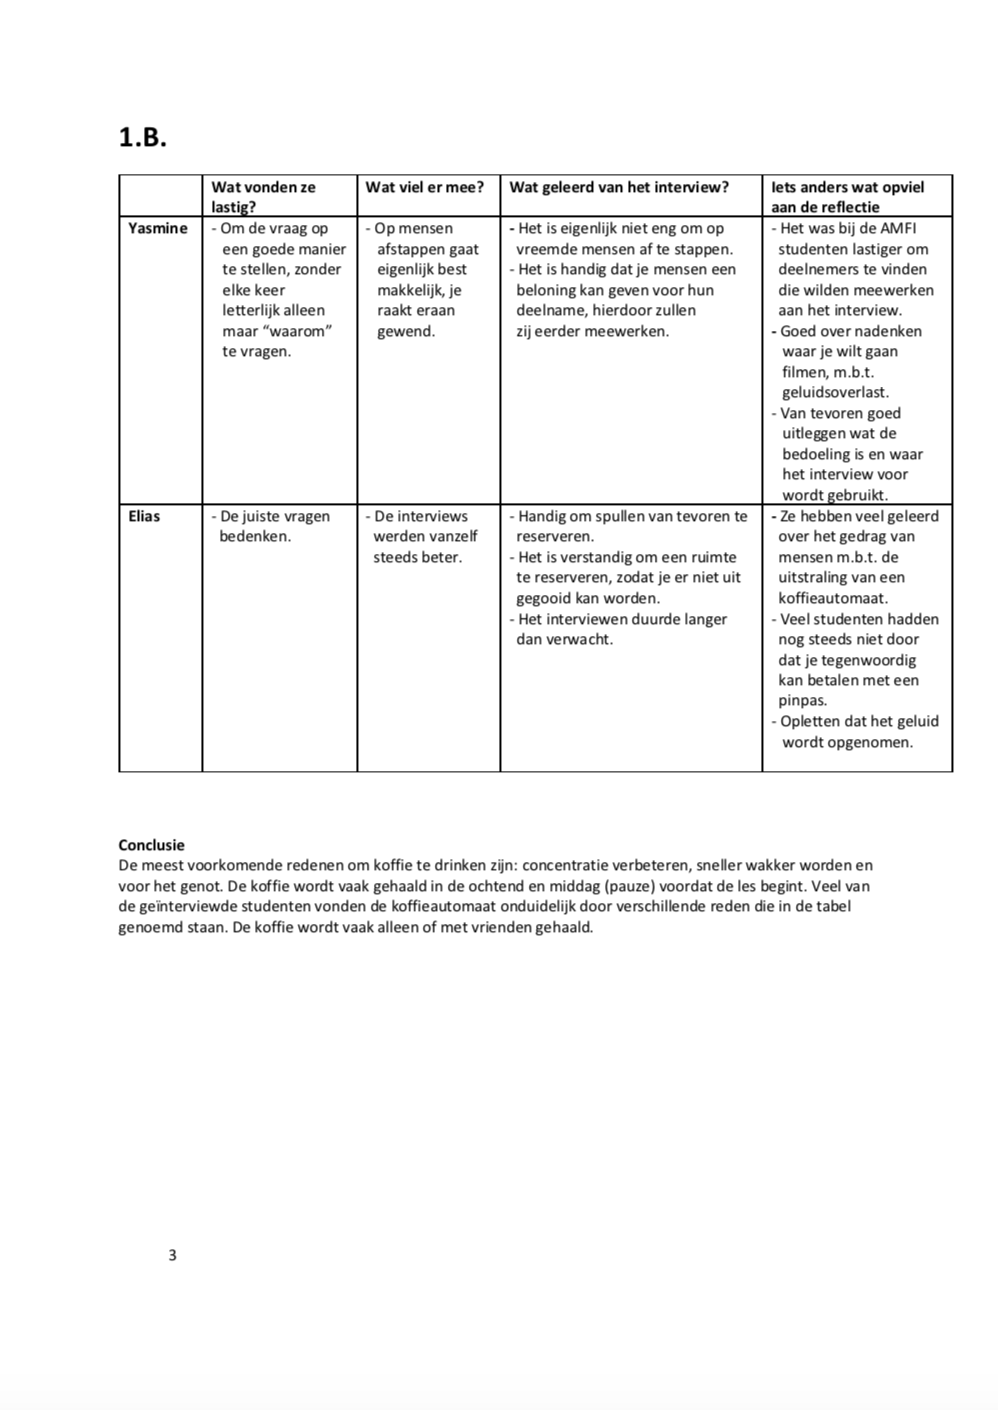 1.B.
Wat vonden ze
lastig?
Wat viel er mee?
Wat geleerd van het interview?
Iets anders wat opviel
aan de reflectie
Yasmine
- Om de vraag op
een goede manier
te stellen, zonder
elke keer
letterlijk alleen
maar “waarom”
te vragen.
- Op mensen
afstappen gaat
eigenlijk best
makkelijk, je
raakt eraan
gewend.
- Het is eigenlijk niet eng om op
vreemde mensen af te stappen.
- Het is handig dat je mensen een
beloning kan geven voor hun
deelname, hierdoor zullen
zij eerder meewerken.
- Het was bij de AMFI
studenten lastiger om
deelnemers te vinden
die wilden meewerken
aan het interview.
- Goed over nadenken
waar je wilt gaan
filmen, m.b.t.
geluidsoverlast.
- Van tevoren goed
uitleggen wat de
bedoeling is en waar
het interview voor
wordt gebruikt.
Elias
- De juiste vragen
bedenken.
- De interviews
werden vanzelf
steeds beter.
- Handig om spullen van tevoren te
reserveren.
- Het is verstandig om een ruimte
te reserveren, zodat je er niet uit
gegooid kan worden.
- Het interviewen duurde langer
dan verwacht.
- Ze hebben veel geleerd
over het gedrag van
mensen m.b.t. de
uitstraling van een
koffieautomaat.
- Veel studenten hadden
nog steeds niet door
dat je tegenwoordig
kan betalen met een
pinpas.
- Opletten dat het geluid
wordt opgenomen.
Conclusie
De meest voorkomende redenen om koffie te drinken zijn: concentratie verbeteren, sneller wakker worden en
voor het genot. De koffie wordt vaak gehaald in de ochtend en middag (pauze) voordat de les begint. Veel van
de geïnterviewde studenten vonden de koffieautomaat onduidelijk door verschillende reden die in de tabel
genoemd staan. De koffie wordt vaak alleen of met vrienden gehaald.
3